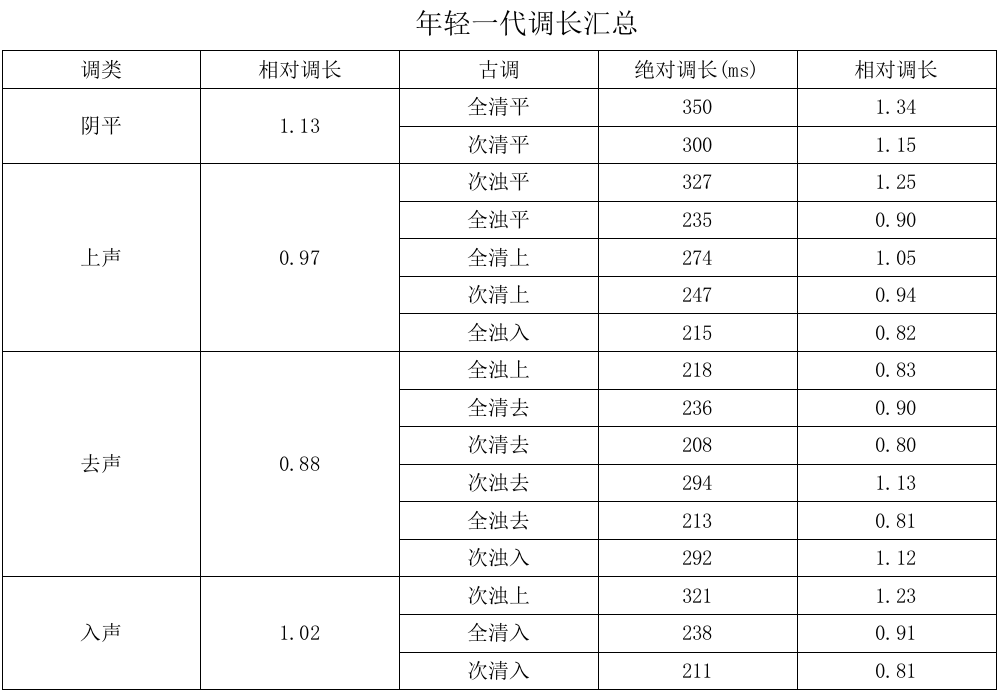 年轻一代调长汇总
调类 相对调长 古调 绝对调长(ms) 相对调长
阴平 1.13 全清平 350 1.34
次清平 300 1.15
上声 0.97 次浊平 327 1.25
全浊平 235 0.90
全清上 274 1.05
次清上 247 0.94
全浊入 215 0.82
去声 0.88 全浊上 218 0.83
全清去 236 0.90
次清去 208 0.80
次浊去 294 1.13
全浊去 213 0.81
次浊入 292 1.12
入声 1.02 次浊上 321 1.23
全清入 238 0.91
次清入 211 0.81